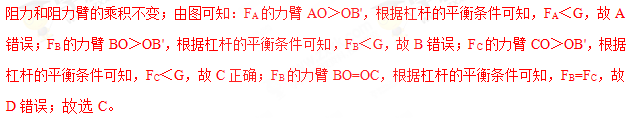 阻力和阻力臂的乘积不变；由图可知：FA的力臂 AO＞OB'，根据杠杆的平衡条件可知，FA＜G，故 A
错误；FB的力臂 BO＞OB'，根据杠杆的平衡条件可知，FB＜G，故 B 错误；FC的力臂 CO＞OB'，根据
杠杆的平衡条件可知，FC＜G，故 C 正确；FB的力臂 BO=OC，根据杠杆的平衡条件可知，FB=FC，故
D 错误；故选 C。